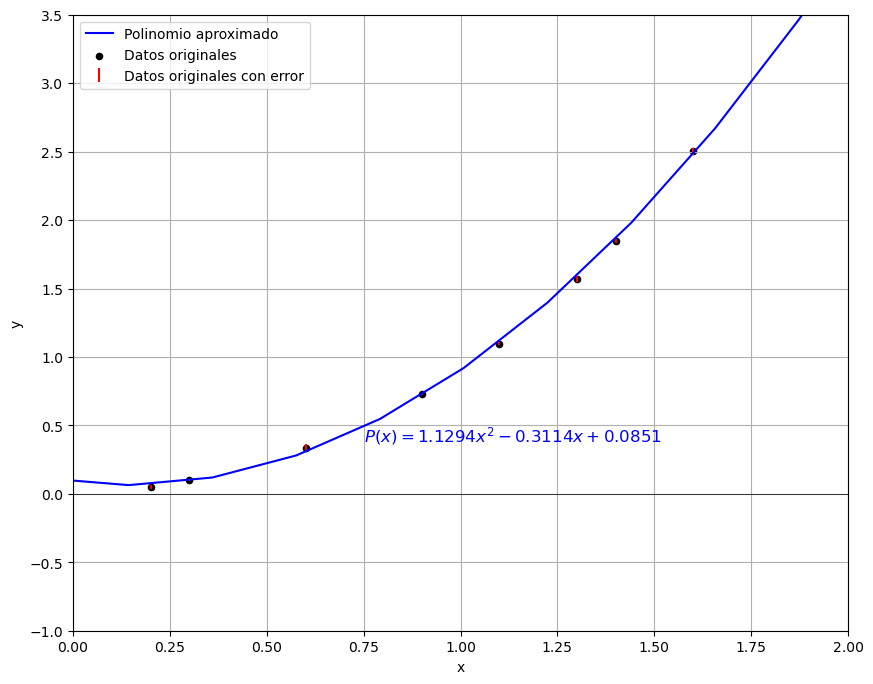 Polinomio aproximado
Datos originales
Datos originales con error
3.5
3.0
2.5
2.0
1.5
1.0
0.5
0.0
−0.5
−1.0
y
P(x) = 1.1294x² − 0.3114x + 0.0851
0.00 0.25 0.50 0.75 1.00 1.25 1.50 1.75 2.00
x